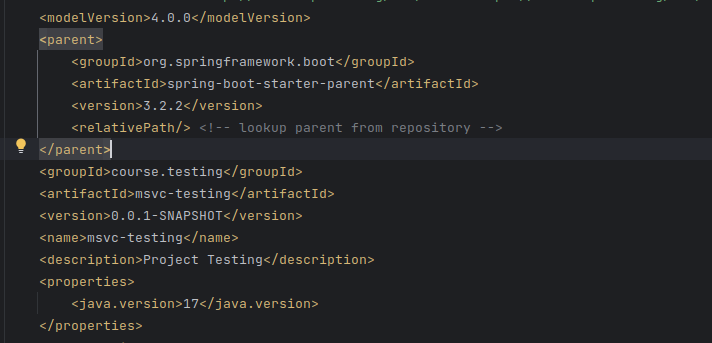 <modelVersion>4.0.0</modelVersion>
<parent>
<groupId>org.springframework.boot</groupId>
<artifactId>spring-boot-starter-parent</artifactId>
<version>3.2.2</version>
<relativePath/> <!-- lookup parent from repository -->
</parent>
<groupId>course.testing</groupId>
<artifactId>msvc-testing</artifactId>
<version>0.0.1-SNAPSHOT</version>
<name>msvc-testing</name>
<description>Project Testing</description>
<properties>
<java.version>17</java.version>
</properties>